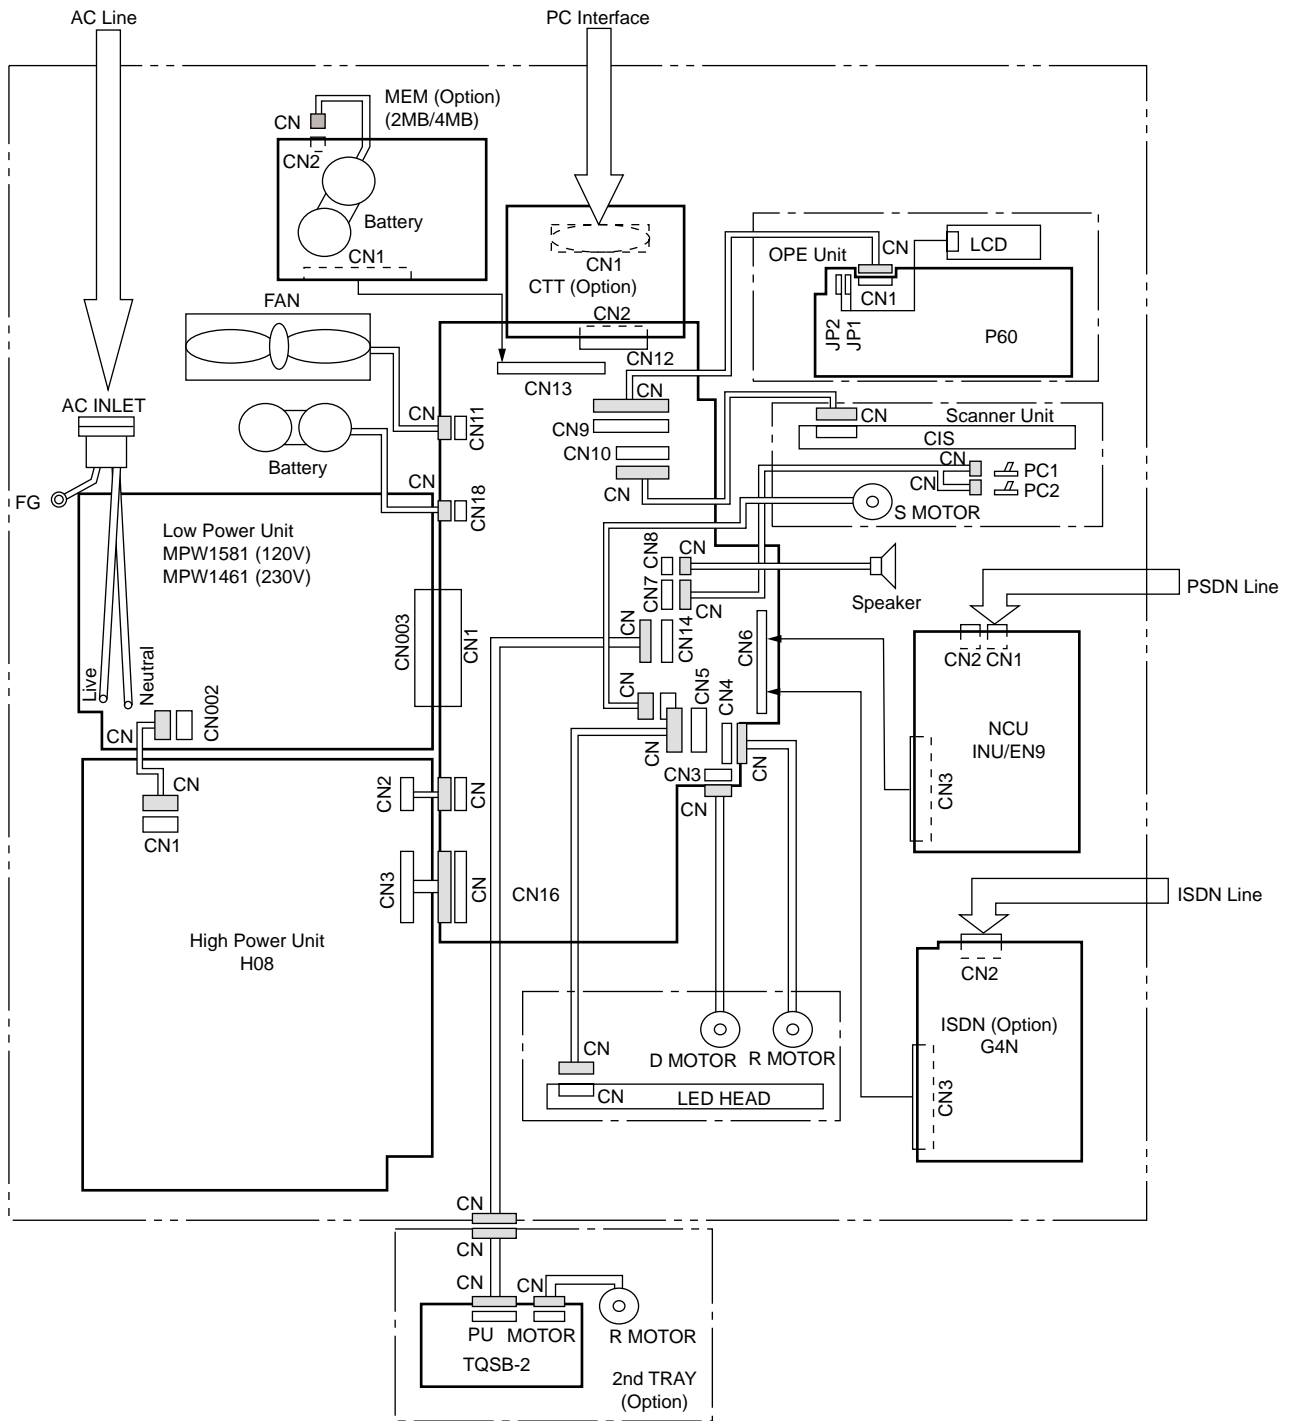 AC Line
PC Interface
MEM (Option)
(2MB/4MB)
CN
CN2
Battery
CN1
CN1
CTT (Option)
CN2
OPE Unit
CN
LCD
CN1
JP2
JP1
P60
FAN
CN12
CN13
CN
AC INLET
CN
CN11
CN9
CN10
CN
Battery
CN
CN18
CN
Scanner Unit
CIS
CN
PC1
CN
PC2
S MOTOR
FG
Low Power Unit
MPW1581 (120V)
MPW1461 (230V)
CN8
CN
CN7
CN
Speaker
PSDN Line
CN003
CN1
CN
CN14
CN6
CN2
CN1
Live
Neutral
CN
CN002
CN
CN5
CN4
CN
CN
NCU
INU/EN9
CN3
CN3
CN
CN
CN1
CN2
CN
CN3
CN
CN16
ISDN Line
High Power Unit
H08
CN2
ISDN (Option)
G4N
CN3
CN
D MOTOR
R MOTOR
CN
LED HEAD
CN
CN
CN
CN
PU
MOTOR
R MOTOR
TQSB-2
2nd TRAY
(Option)